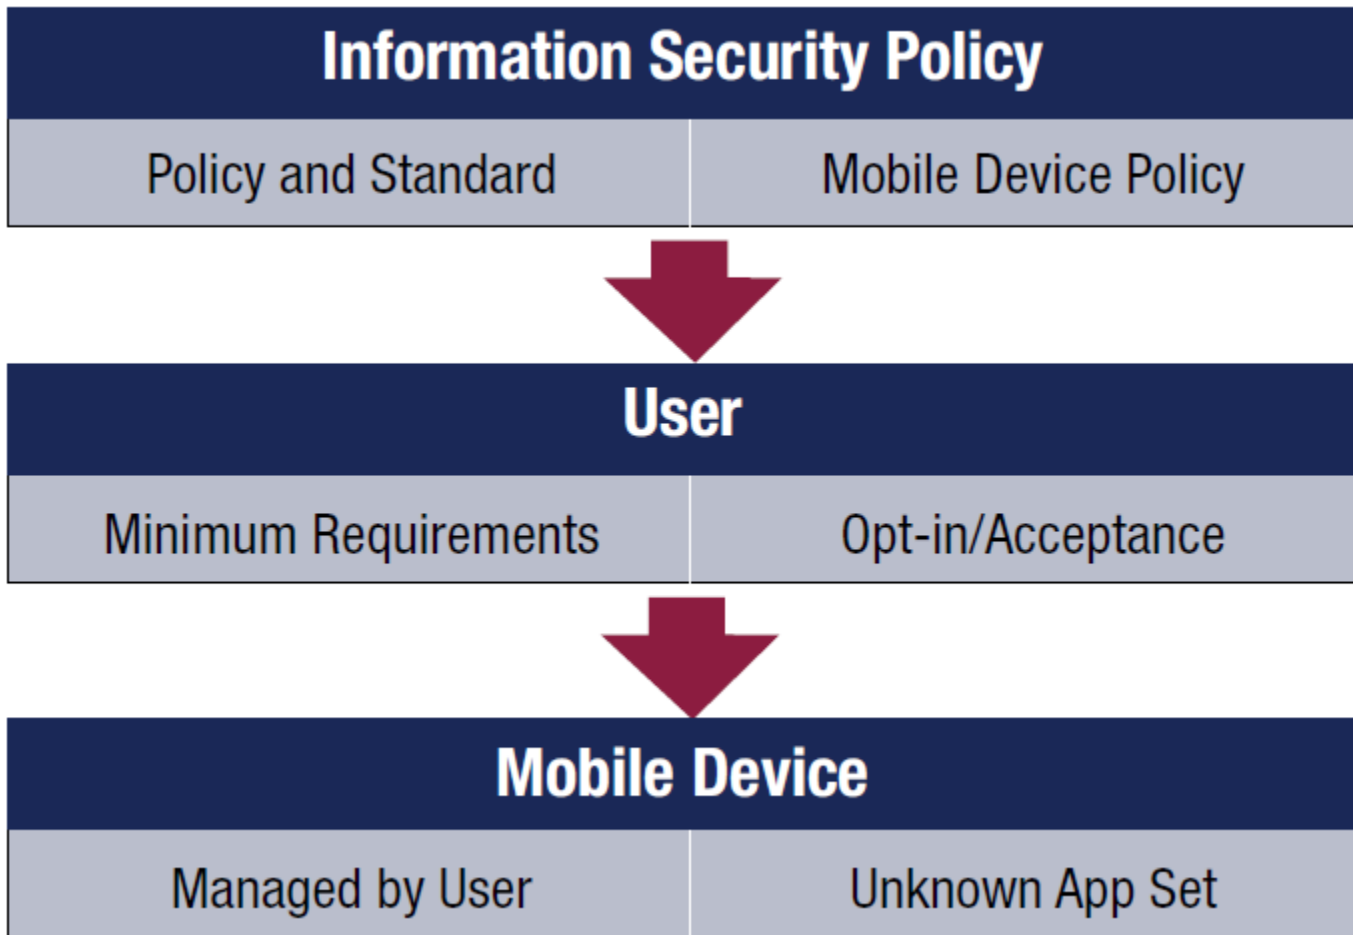 Information Security Policy
Policy and Standard
Mobile Device Policy
User
Minimum Requirements
Opt-in/Acceptance
Mobile Device
Managed by User
Unknown App Set